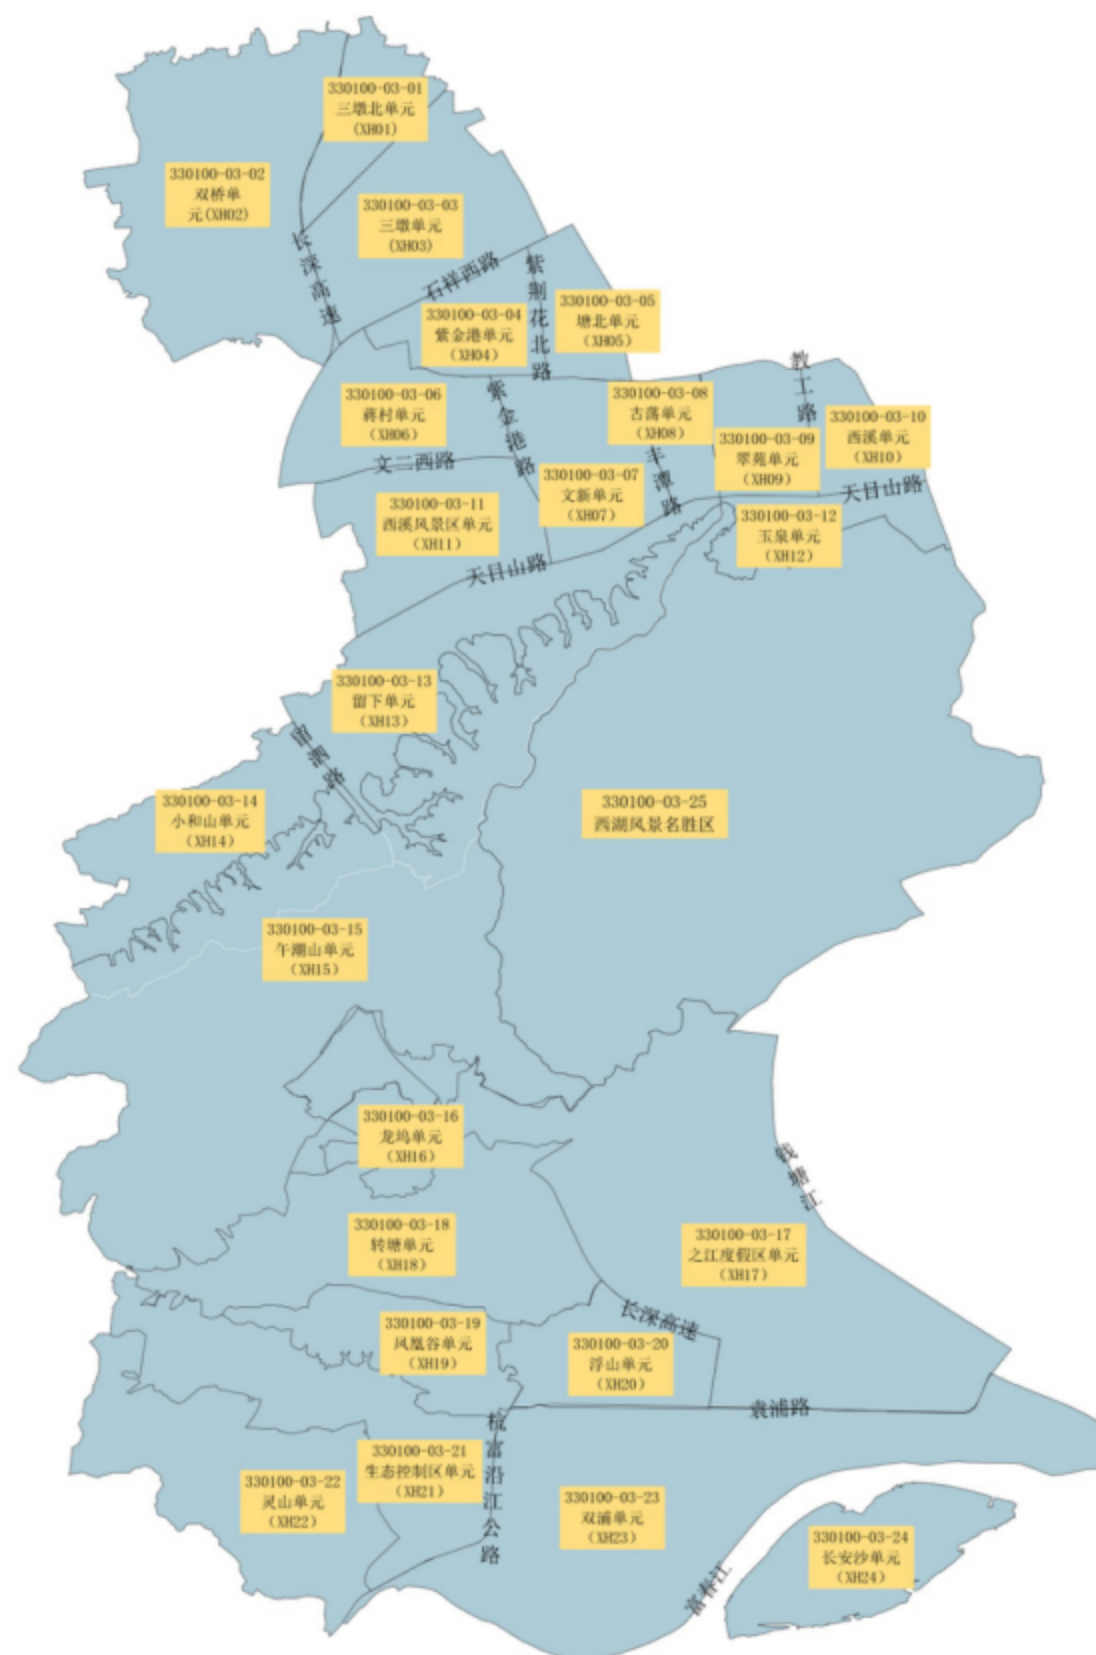 330100-03-01
三墩北单元
(XH01)
330100-03-02
双桥单
元(XH02)
330100-03-03
三墩单元
(XH03)
长深高速
石祥西路
紫荆花北路
330100-03-04
紫金港单元
(XH04)
330100-03-05
塘北单元
(XH05)
教工路
330100-03-06
蒋村单元
(XH06)
紫金港路
330100-03-08
古荡单元
(XH08)
330100-03-10
西溪单元
(XH10)
330100-03-09
翠苑单元
(XH09)
文二西路
丰潭路
330100-03-07
文新单元
(XH07)
天目山路
330100-03-11
西溪风景区单元
(XH11)
330100-03-12
玉泉单元
(XH12)
天目山路
330100-03-13
留下单元
(XH13)
留泗路
330100-03-14
小和山单元
(XH14)
330100-03-25
西湖风景名胜区
330100-03-15
午潮山单元
(XH15)
330100-03-16
龙坞单元
(XH16)
钱塘江
330100-03-18
转塘单元
(XH18)
330100-03-17
之江度假区单元
(XH17)
长深高速
330100-03-19
凤凰谷单元
(XH19)
330100-03-20
浮山单元
(XH20)
袁浦路
杭富沿江公路
330100-03-21
生态控制区单元
(XH21)
330100-03-22
灵山单元
(XH22)
330100-03-23
双浦单元
(XH23)
330100-03-24
长安沙单元
(XH24)
富春江